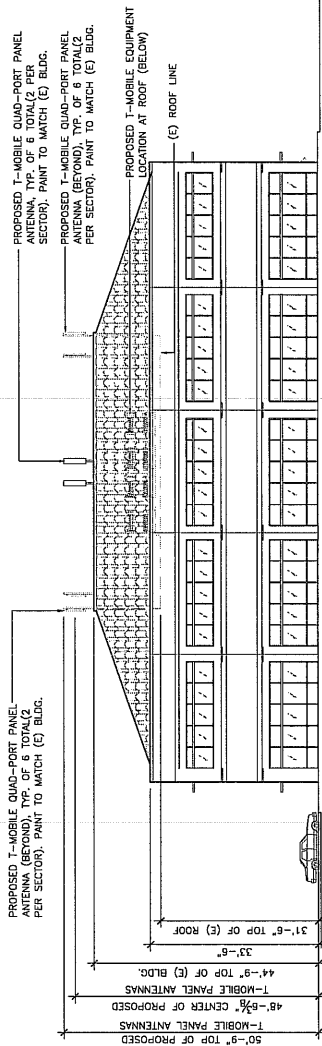 PROPOSED T-MOBILE QUAD-PORT PANEL
ANTENNA (BEYOND), TYP. OF 6 TOTAL(2
PER SECTOR). PAINT TO MATCH (E) BLDG.
PROPOSED T-MOBILE QUAD-PORT PANEL
ANTENNA, TYP. OF 6 TOTAL(2 PER
SECTOR). PAINT TO MATCH (E) BLDG.
PROPOSED T-MOBILE QUAD-PORT PANEL
ANTENNA (BEYOND), TYP. OF 6 TOTAL(2
PER SECTOR). PAINT TO MATCH (E) BLDG.
PROPOSED T-MOBILE EQUIPMENT
LOCATION AT ROOF (BELOW)
(E) ROOF LINE
50'-9" TOP OF PROPOSED
T-MOBILE PANEL ANTENNAS
48'-6⅜" CENTER OF PROPOSED
T-MOBILE PANEL ANTENNAS
44'-9" TOP OF (E) BLDG.
33'-6"
31'-6" TOP OF (E) ROOF